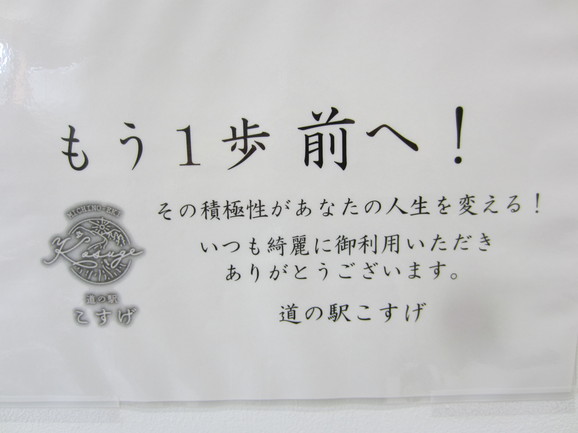 もう1歩 前へ!
その積極性があなたの人生を変える!
いつも綺麗に御利用いただき
ありがとうございます。
道の駅こすげ
MICHINO-EKI
Kosuge
道の駅
こすげ